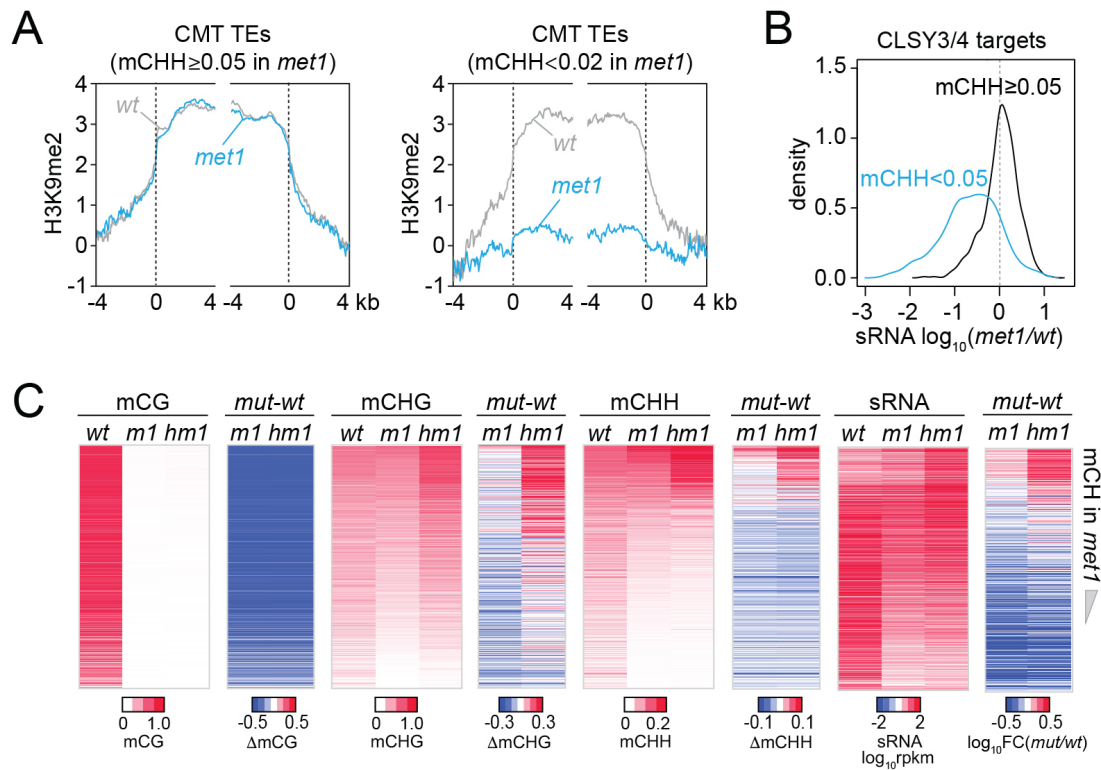 A
CMT TEs
(mCHH≥0.05 in met1)
H3K9me2
4
3
2
1
0
-1
wt
met1
-4 0 4 -4 0 4 kb
CMT TEs
(mCHH<0.02 in met1)
H3K9me2
4
3
2
1
0
-1
wt
met1
-4 0 4 -4 0 4 kb
B
CLSY3/4 targets
density
1.5
1.0
0.5
0.0
mCHH≥0.05
mCHH<0.05
-3 -2 -1 0 1
sRNA log10(met1/wt)
C
mCG mut-wt mCHG mut-wt mCHH mut-wt sRNA mut-wt
wt m1 hm1 m1 hm1 wt m1 hm1 m1 hm1 wt m1 hm1 m1 hm1 wt m1 hm1 m1 hm1
mCH in met1
0 1.0 -0.5 0.5 0 1.0 -0.3 0.3 0 0.2 -0.1 0.1 -2 2 -0.5 0.5
mCG ΔmCG mCHG ΔmCHG mCHH ΔmCHH sRNA log10FC(mut/wt)
log10rpkm